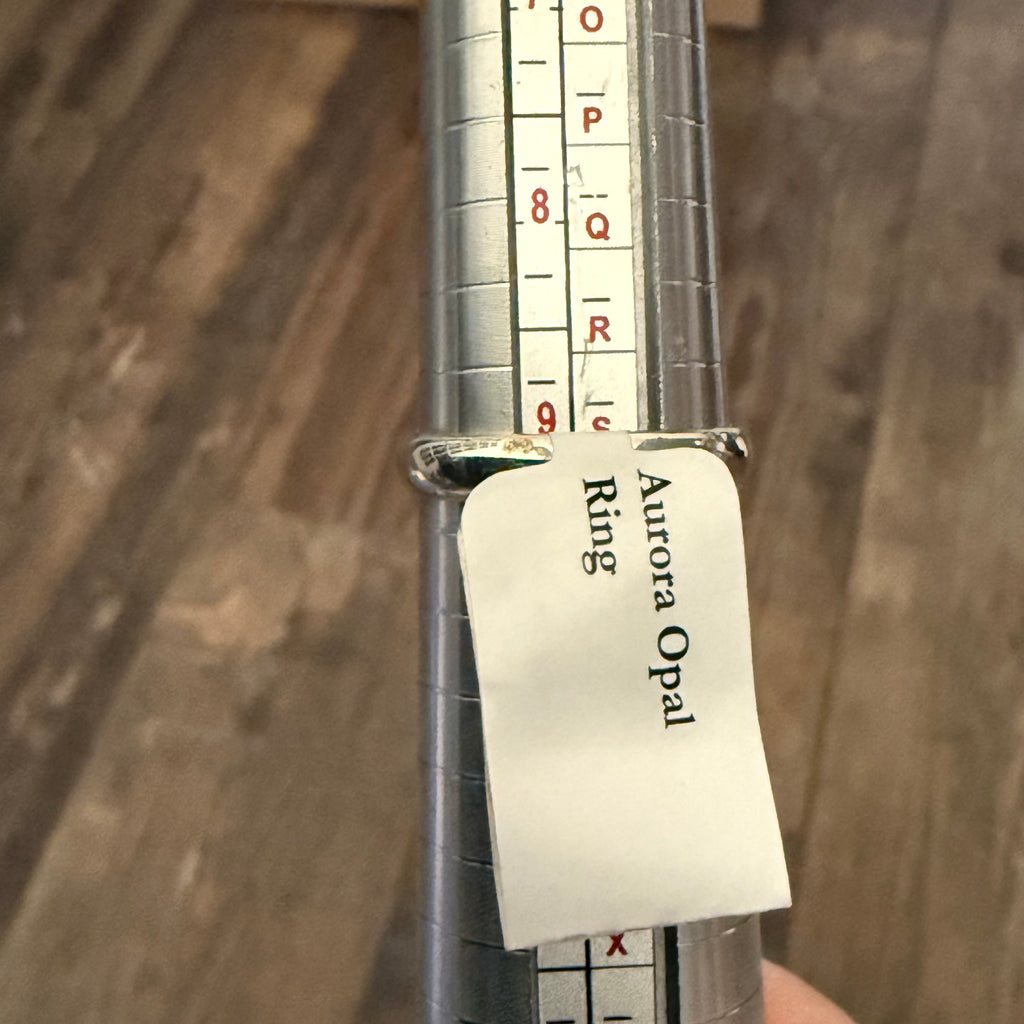 O
P
8 Q
R
9 S
Aurora Opal
Ring
X